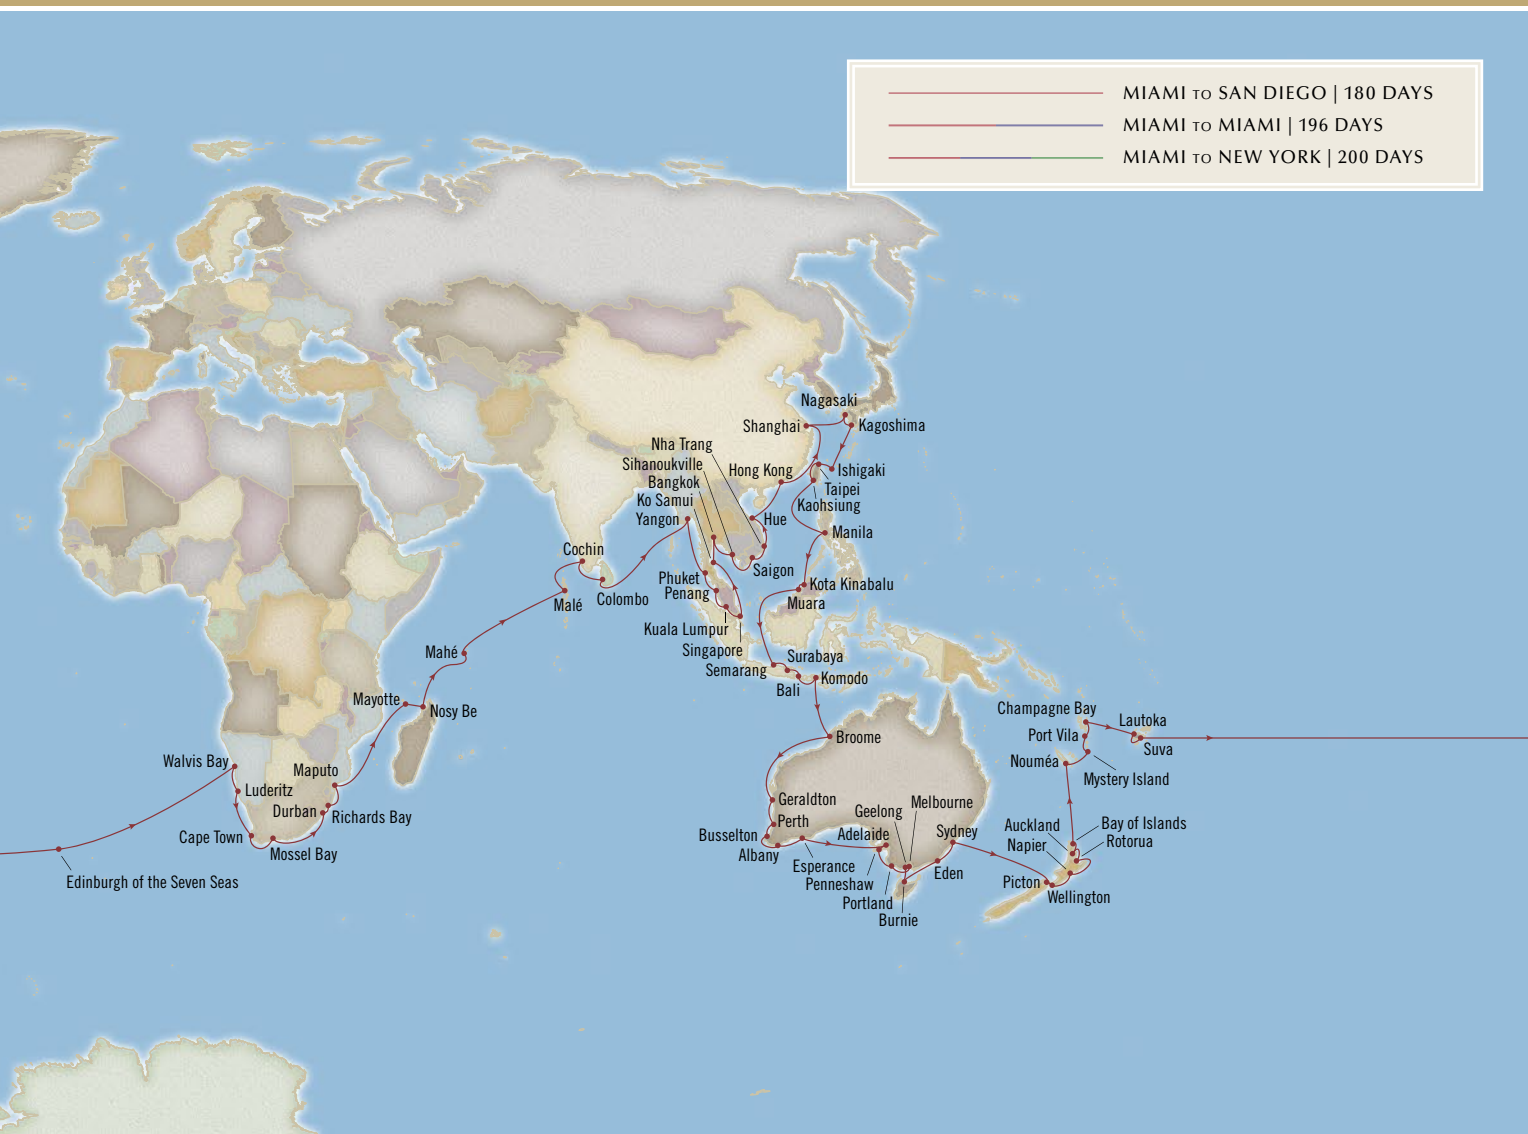 MIAMI TO SAN DIEGO | 180 DAYS
MIAMI TO MIAMI | 196 DAYS
MIAMI TO NEW YORK | 200 DAYS
Nagasaki
Shanghai
Kagoshima
Nha Trang
Sihanoukville
Hong Kong
Ishigaki
Bangkok
Taipei
Ko Samui
Kaohsiung
Yangon
Hue
Manila
Cochin
Saigon
Phuket
Kota Kinabalu
Penang
Colombo
Malé
Muara
Kuala Lumpur
Singapore
Mahé
Surabaya
Semarang
Komodo
Bali
Mayotte
Nosy Be
Champagne Bay
Lautoka
Port Vila
Broome
Suva
Walvis Bay
Nouméa
Maputo
Mystery Island
Luderitz
Geraldton
Melbourne
Durban
Geelong
Richards Bay
Perth
Bay of Islands
Auckland
Sydney
Cape Town
Busselton
Adelaide
Rotorua
Napier
Mossel Bay
Albany
Esperance
Eden
Edinburgh of the Seven Seas
Penneshaw
Picton
Wellington
Portland
Burnie